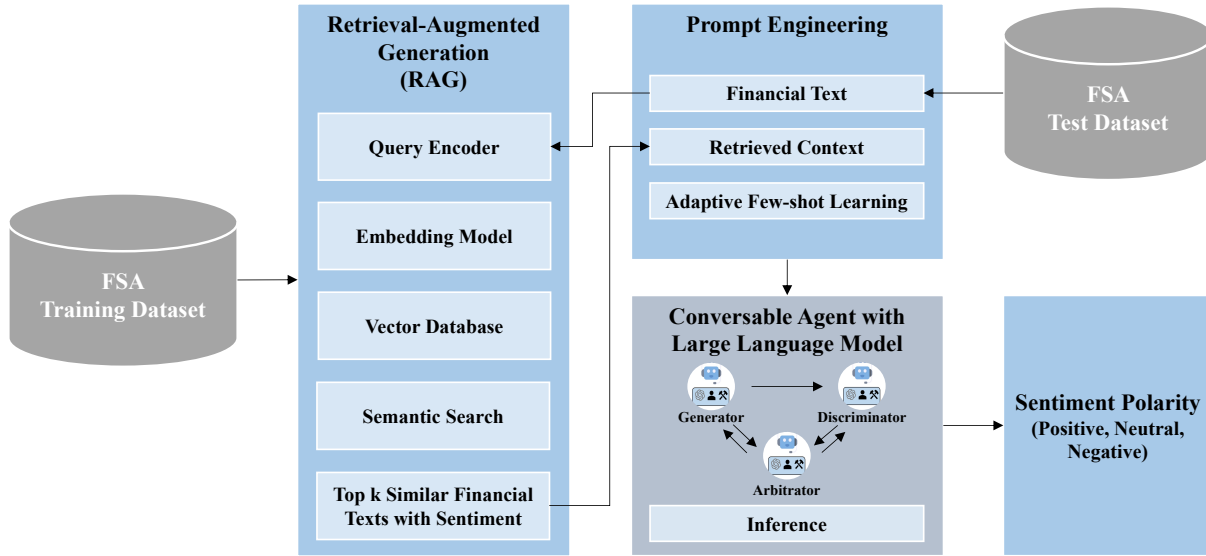 FSA
Training Dataset
Retrieval-Augmented
Generation
(RAG)
Query Encoder
Embedding Model
Vector Database
Semantic Search
Top k Similar Financial
Texts with Sentiment
Prompt Engineering
Financial Text
Retrieved Context
Adaptive Few-shot Learning
FSA
Test Dataset
Conversable Agent with
Large Language Model
Generator
Discriminator
Arbitrator
Inference
Sentiment Polarity
(Positive, Neutral,
Negative)